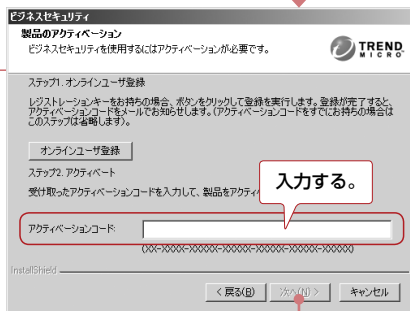 ビジネスセキュリティ
製品のアクティベーション
ビジネスセキュリティを使用するにはアクティベーションが必要です。
TREND
MICRO
ステップ1. オンラインユーザ登録
レジストレーションキーをお持ちの場合、ボタンをクリックして登録を実行します。登録が完了すると、
アクティベーションコードをメールでお知らせします。(アクティベーションコードをすでにお持ちの場合は
このステップは省略します)。
オンラインユーザ登録
ステップ2. アクティベート
受け取ったアクティベーションコードを入力して、製品をアクティ
入力する。
アクティベーションコード:
(XX-XXXX-XXXXX-XXXXX-XXXXX-XXXXX-XXXXX)
InstallShield
< 戻る(B)
次へ(N) >
キャンセル